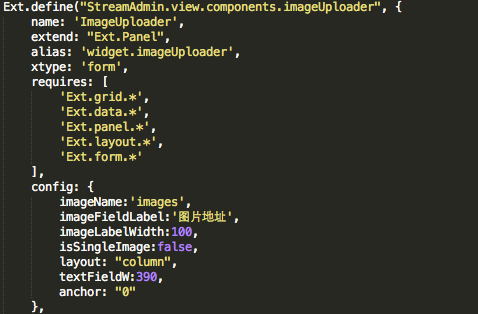 Ext.define("StreamAdmin.view.components.imageUploader", {
    name: 'ImageUploader',
    extend: "Ext.Panel",
    alias: 'widget.imageUploader',
    xtype: 'form',
    requires: [
        'Ext.grid.*',
        'Ext.data.*',
        'Ext.panel.*',
        'Ext.layout.*',
        'Ext.form.*'
    ],
    config: {
        imageName:'images',
        imageFieldLabel:'图片地址',
        imageLabelWidth:100,
        isSingleImage:false,
        layout: "column",
        textFieldW:390,
        anchor: "0"
    },